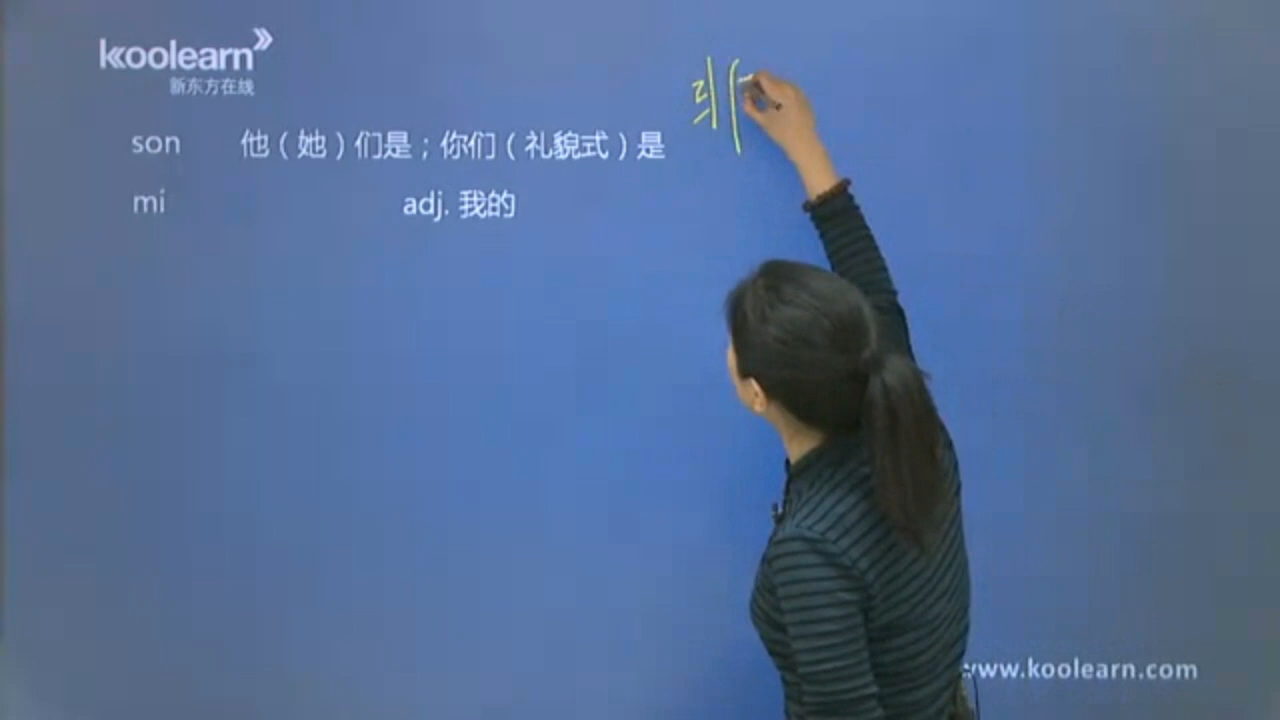 koolearn
新东方在线
son 他（她）们是；你们（礼貌式）是
mi adj. 我的
www.koolearn.com